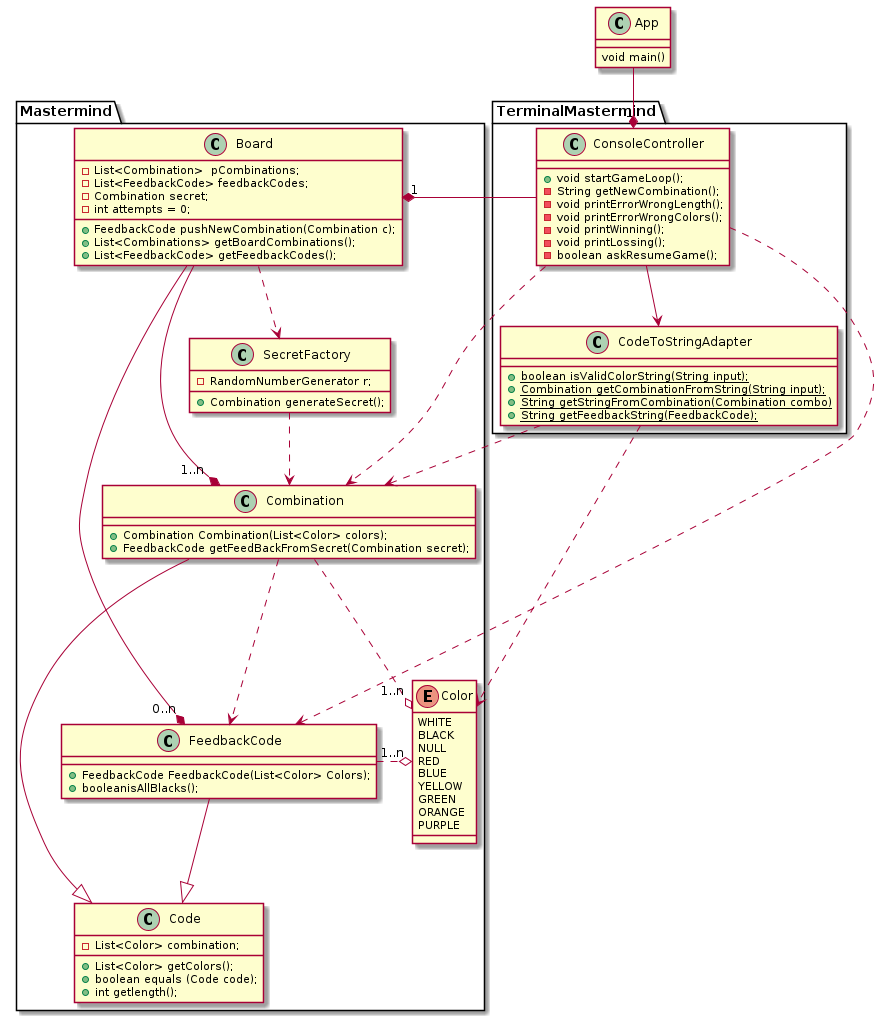 C App
void main()
Mastermind
TerminalMastermind
1
C Board
List<Combination>  pCombinations;
List<FeedbackCode> feedbackCodes;
Combination secret;
int attempts = 0;
FeedbackCode pushNewCombination(Combination c);
List<Combinations> getBoardCombinations();
List<FeedbackCode> getFeedbackCodes();
1
C ConsoleController
void startGameLoop();
String getNewCombination();
void printErrorWrongLength();
void printErrorWrongColors();
void printWinning();
void printLossing();
boolean askResumeGame();
C SecretFactory
RandomNumberGenerator r;
Combination generateSecret();
C CodeToStringAdapter
boolean isValidColorString(String input);
Combination getCombinationFromString(String input);
String getStringFromCombination(Combination combo)
String getFeedbackString(FeedbackCode);
1..n
C Combination
Combination Combination(List<Color> colors);
FeedbackCode getFeedBackFromSecret(Combination secret);
1..n
0..n
C FeedbackCode
FeedbackCode FeedbackCode(List<Color> Colors);
booleanisAllBlacks();
1..n
E Color
WHITE
BLACK
NULL
RED
BLUE
YELLOW
GREEN
ORANGE
PURPLE
C Code
List<Color> combination;
List<Color> getColors();
boolean equals (Code code);
int getlength();